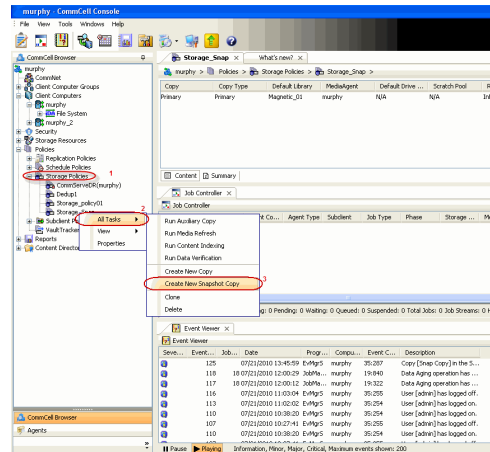 murphy - CommCell Console
File View Tools Windows Help
CommCell Browser
murphy
CommNet
Client Computer Groups
Client Computers
murphy
File System
murphy_2
Security
Storage Resources
Policies
Replication Policies
Schedule Policies
Storage Policies
1
CommServeDR(murphy)
Dedup1
Storage_policy01
Subclient
VaultTracker
Reports
Content Director
CommCell Browser
Agents
Storage_Snap
What's new?
murphy > Policies > Storage Policies > Storage_Snap >
Copy Copy Type Default Library MediaAgent Default Drive ... Scratch Pool
Primary Primary Magnetic_01 murphy N/A N/A
Content Summary
Job Controller
Job Controller
Agent Type Subclient Job Type Phase Storage ...
2
All Tasks
View
Properties
Run Auxiliary Copy
Run Media Refresh
Run Content Indexing
Run Data Verification
Create New Copy
Create New Snapshot Copy
3
Clone
Delete
0 Pending: 0 Waiting: 0 Queued: 0 Suspended: 0 Total Jobs: 0 Job Streams: 0
Event Viewer
Event Viewer
Seve... Event... Job... Date Progr... Compu... Event C... Description
125 07/21/2010 13:45:59 EvMgrS murphy 35:287 Copy [Snap Copy] in the S...
118 18 07/21/2010 12:00:29 JobMa... murphy 19:840 Data Aging operation has ...
117 18 07/21/2010 12:00:12 JobMa... murphy 19:322 Data Aging operation has ...
116 07/21/2010 11:03:04 EvMgrS murphy 35:255 User [admin] has logged off.
113 07/21/2010 11:02:02 EvMgrS murphy 35:254 User [admin] has logged on.
110 07/21/2010 10:38:20 EvMgrS murphy 35:254 User [admin] has logged on.
107 07/21/2010 10:27:41 EvMgrS murphy 35:255 User [admin] has logged off.
110 07/21/2010 10:38:20 EvMgrS murphy 35:254 User [admin] has logged on.
Pause Playing Information, Minor, Major, Critical, Maximum events shown: 200